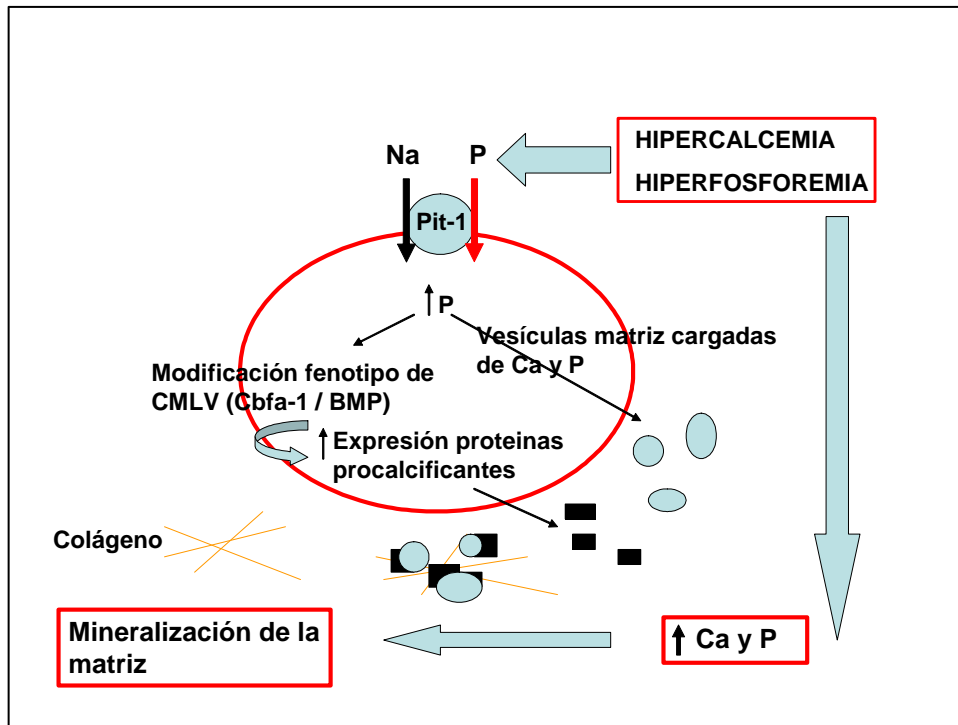 HIPERCALCEMIA
HIPERFOSFOREMIA
Na
P
Pit-1
P
Vesículas matriz cargadas
de Ca y P
Modificación fenotipo de
CMLV (Cbfa-1 / BMP)
Expresión proteinas
procalcificantes
Colágeno
Mineralización de la
matriz
Ca y P